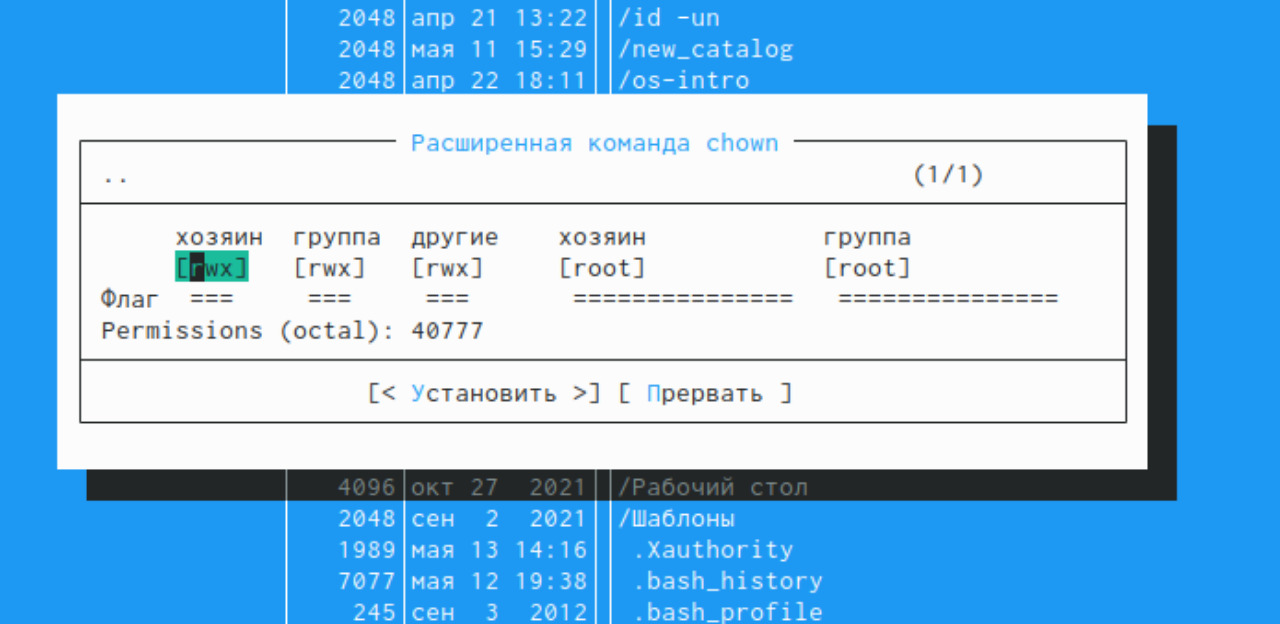 2048 апр 21 13:22 /id -un
2048 мая 11 15:29 /new_catalog
2048 апр 22 18:11 /os-intro
Расширенная команда chown
.. (1/1)
хозяин группа другие хозяин группа
[rwx] [rwx] [rwx] [root] [root]
Флаг === === === =============== ===============
Permissions (octal): 40777
[< Установить >] [ Прервать ]
4096 окт 27 2021 /Рабочий стол
2048 сен 2 2021 /Шаблоны
1989 мая 13 14:16 .Xauthority
7077 мая 12 19:38 .bash_history
245 сен 3 2012 .bash_profile